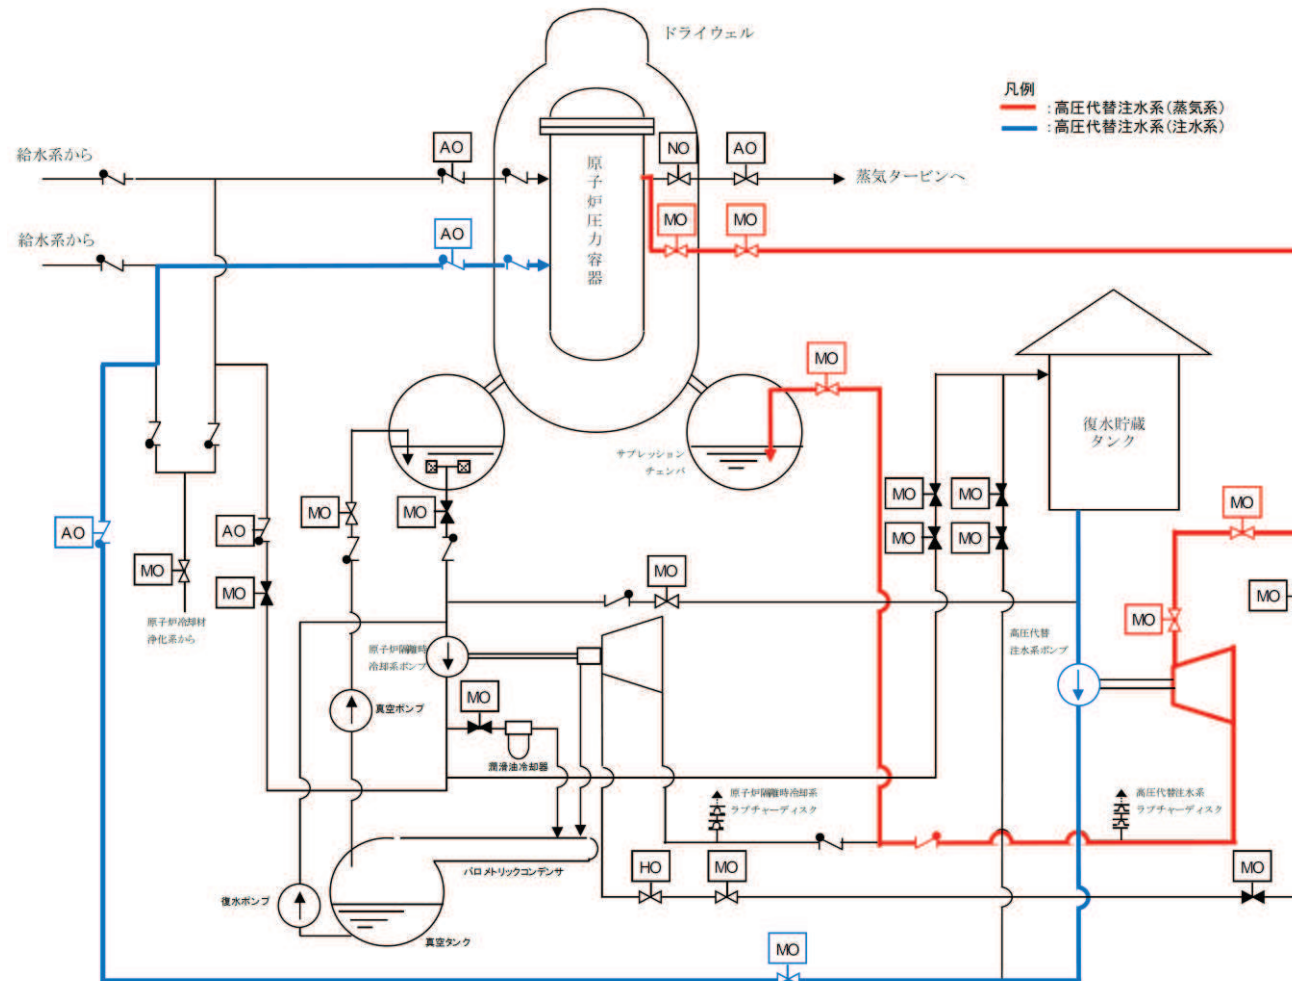 ドライウェル
凡例
:高圧代替注水系(蒸気系)
:高圧代替注水系(注水系)
給水系から
AO
NO
AO
蒸気タービンへ
原子炉圧力容器
給水系から
AO
MO
MO
MO
復水貯蔵
タンク
サプレッション
チェンバ
MO
MO
MO
MO
MO
AO
AO
MO
MO
MO
MO
MO
MO
MO
原子炉冷却材
浄化系から
原子炉隔離時
冷却系ポンプ
高圧代替
注水系ポンプ
MO
真空ポンプ
MO
潤滑油冷却器
原子炉隔離時冷却系
ラプチャーディスク
高圧代替注水系
ラプチャーディスク
バロメトリックコンデンサ
HO
MO
MO
復水ポンプ
真空タンク
MO